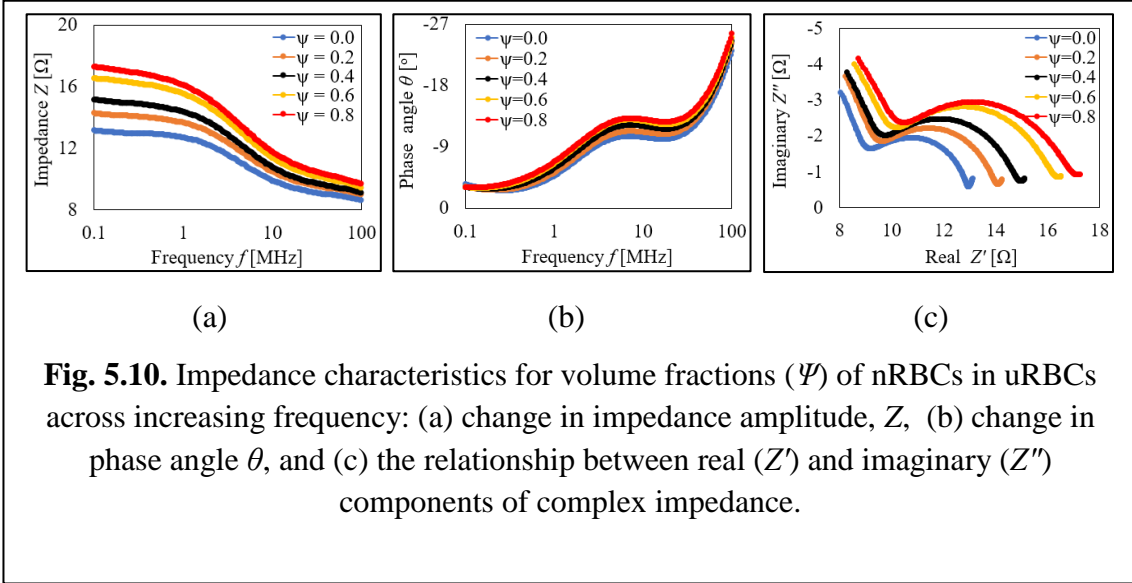 20
16
12
8
Impedance Z [Ω]
ψ = 0.0
ψ = 0.2
ψ = 0.4
ψ = 0.6
ψ = 0.8
0.1 1 10 100
Frequency f [MHz]
-27
-18
-9
0
Phase angle θ [°]
ψ=0.0
ψ=0.2
ψ=0.4
ψ=0.6
ψ=0.8
0.1 1 10 100
Frequency f [MHz]
-5
-4
-3
-2
-1
0
Imaginary Z″ [Ω]
ψ=0.0
ψ=0.2
ψ=0.4
ψ=0.6
ψ=0.8
8 10 12 14 16 18
Real Z′ [Ω]
(a) (b) (c)
Fig. 5.10. Impedance characteristics for volume fractions (Ψ) of nRBCs in uRBCs
across increasing frequency: (a) change in impedance amplitude, Z, (b) change in
phase angle θ, and (c) the relationship between real (Z′) and imaginary (Z″)
components of complex impedance.